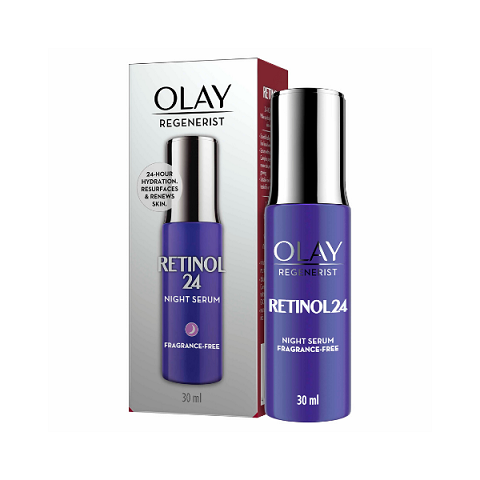 OLAY
REGENERIST
24-HOUR
HYDRATION.
RESURFACES
& RENEWS
SKIN.
RETINOL
24
NIGHT SERUM
FRAGRANCE-FREE
30 ml
OLAY
REGENERIST
RETINOL24
NIGHT SERUM
FRAGRANCE-FREE
30 ml